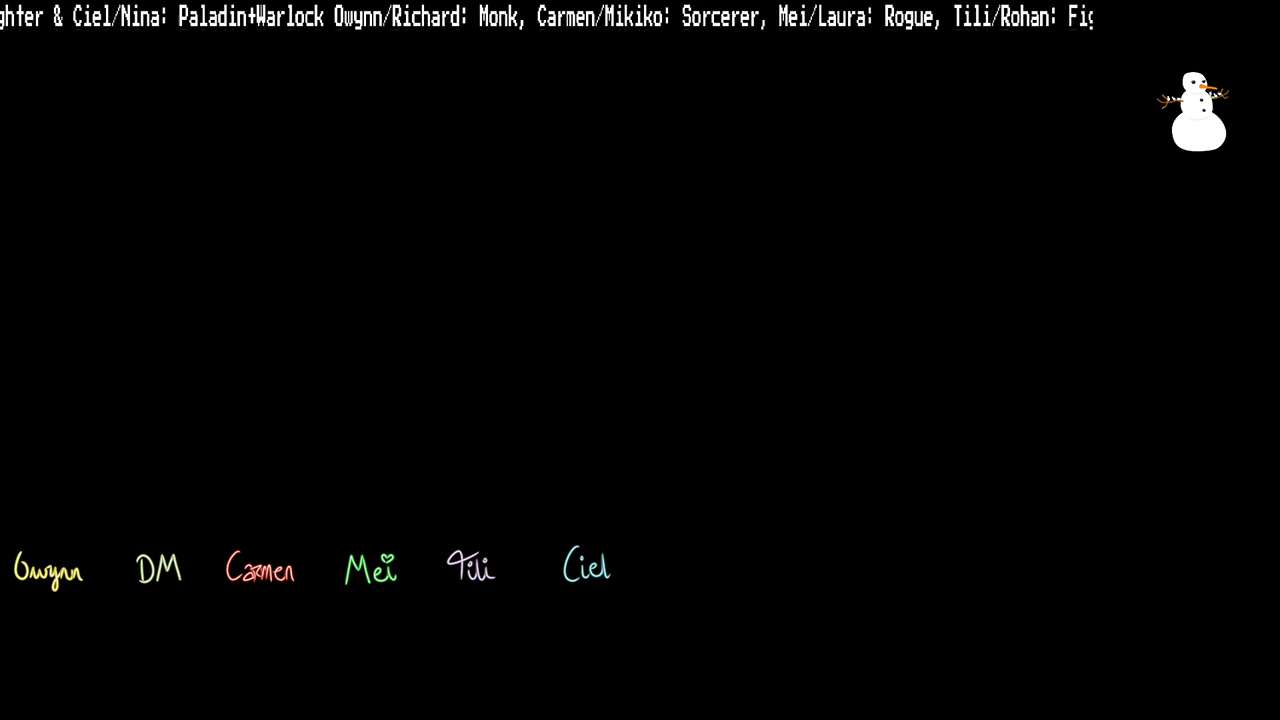 ghter & Ciel/Nina: Paladin+Warlock Owynn/Richard: Monk, Carmen/Mikiko: Sorcerer, Mei/Laura: Rogue, Tili/Rohan: Fig
Owynn DM Carmen Mei Tili Ciel